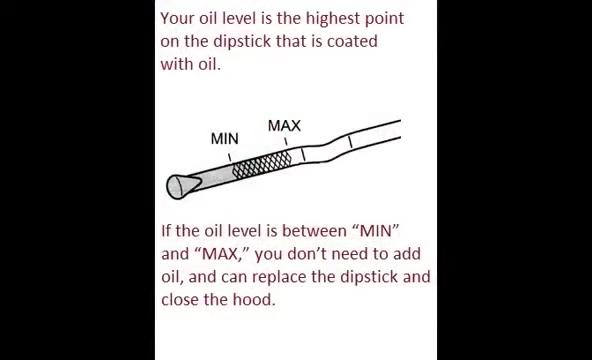 Your oil level is the highest point
on the dipstick that is coated
with oil.
MAX
MIN
If the oil level is between “MIN”
and “MAX,” you don’t need to add
oil, and can replace the dipstick and
close the hood.